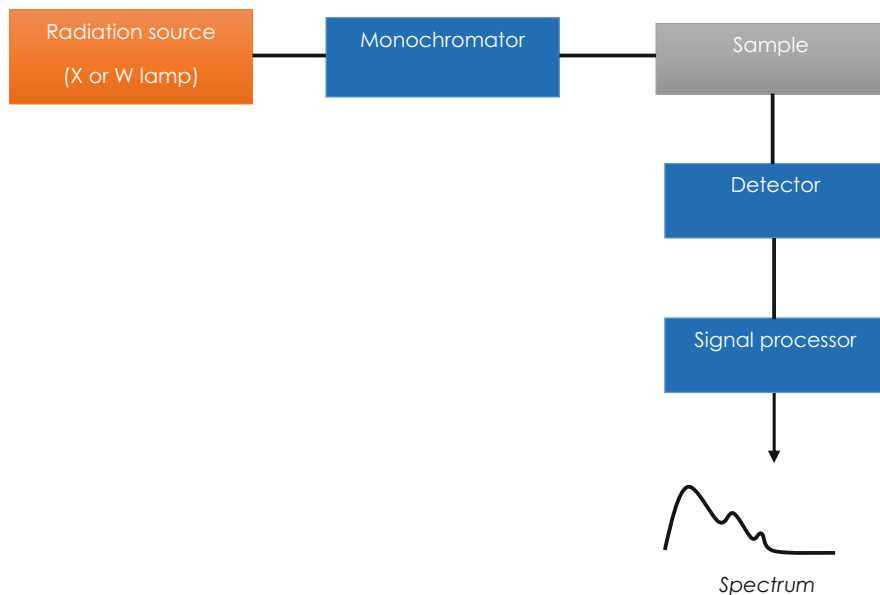 Radiation source
(X or W lamp)
Monochromator
Sample
Detector
Signal processor
Spectrum